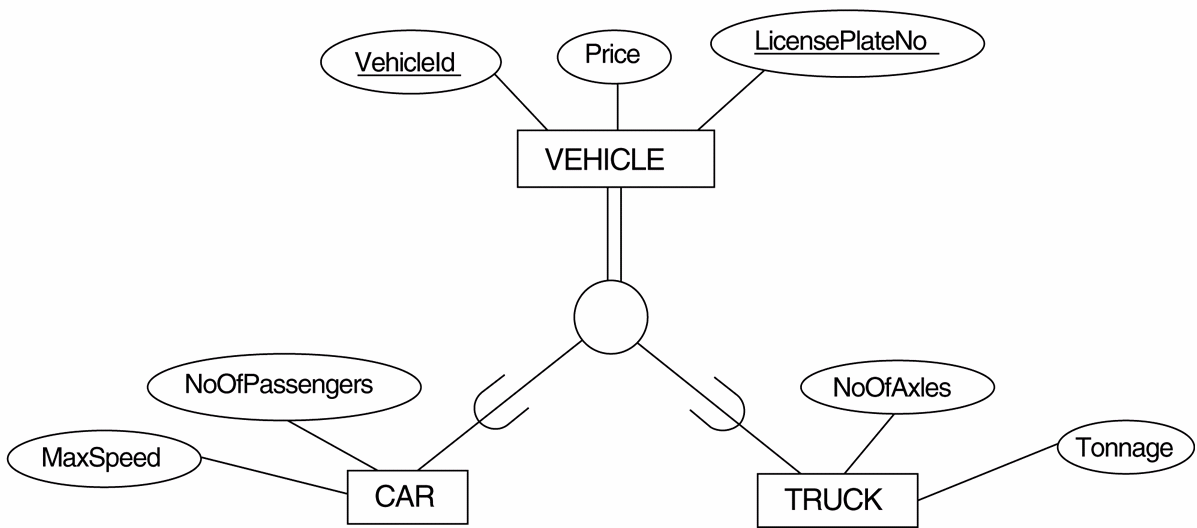 VehicleId
Price
LicensePlateNo
VEHICLE
NoOfPassengers
NoOfAxles
MaxSpeed
Tonnage
CAR
TRUCK